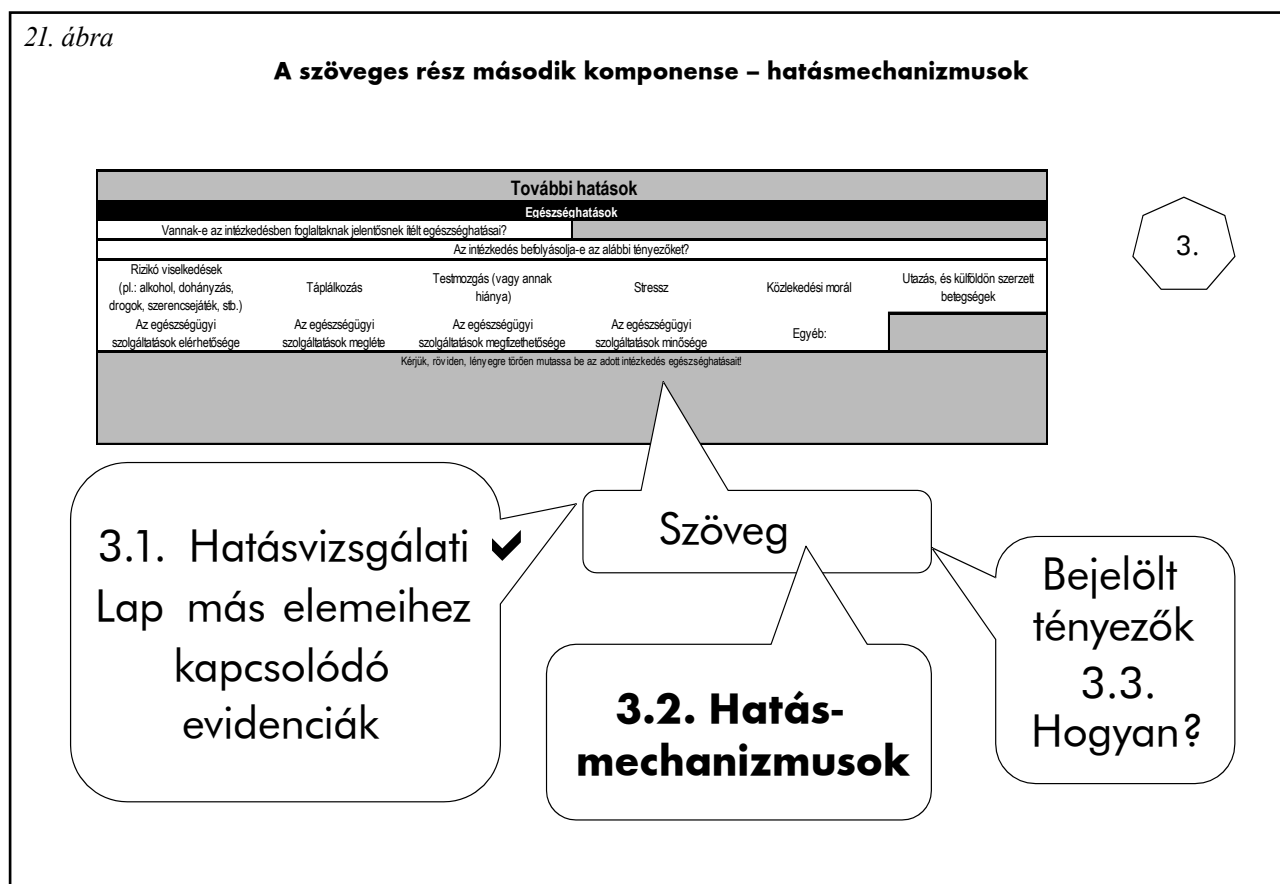 21. ábra
A szöveges rész második komponense – hatásmechanizmusok
További hatások
Egészséghatások
Vannak-e az intézkedésben foglaltaknak jelentősnek ítélt egészséghatásai?
Az intézkedés befolyásolja-e az alábbi tényezőket?
Rizikó viselkedések
(pl.: alkohol, dohányzás,
drogok, szerencsejáték, stb.)
Táplálkozás
Testmozgás (vagy annak
hiánya)
Stressz
Közlekedési morál
Utazás, és külföldön szerzett
betegségek
Az egészségügyi
szolgáltatások elérhetősége
Az egészségügyi
szolgáltatások megléte
Az egészségügyi
szolgáltatások megfizethetősége
Az egészségügyi
szolgáltatások minősége
Egyéb:
Kérjük, röviden, lényegre törően mutassa be az adott intézkedés egészséghatásait!
3.
3.1. Hatásvizsgálati ✔
Lap más elemeihez
kapcsolódó
evidenciák
Szöveg
3.2. Hatás-
mechanizmusok
Bejelölt
tényezők
3.3.
Hogyan?